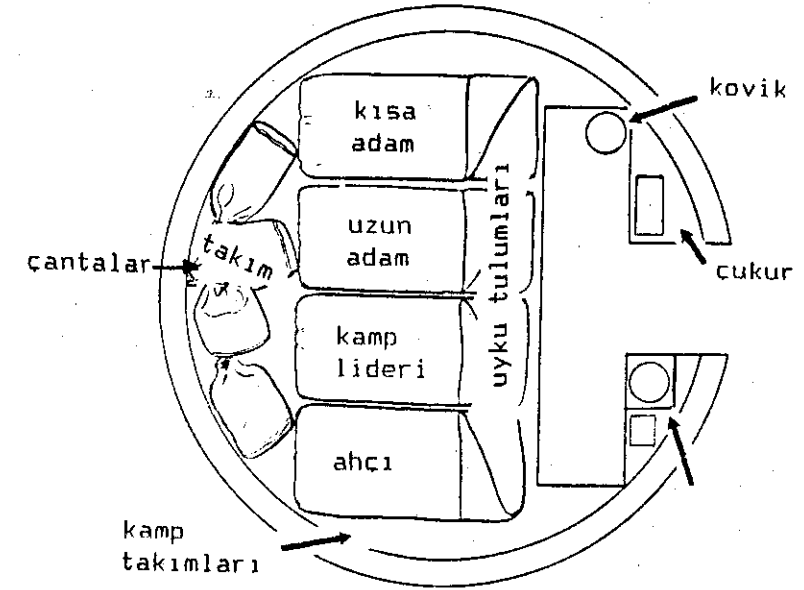 kısa
adam
kovik
uzun
adam
uyku tulumları
takım
çantalar
çukur
kamp
lideri
ahçı
kamp
takımları